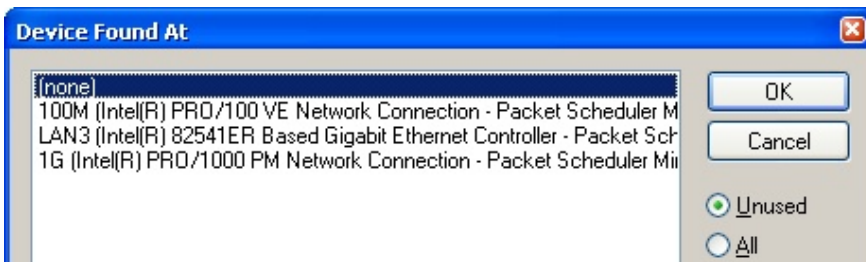 Device Found At
(none)
100M (Intel(R) PRO/100 VE Network Connection - Packet Scheduler M
LAN3 (Intel(R) 82541ER Based Gigabit Ethernet Controller - Packet Sch
1G (Intel(R) PRO/1000 PM Network Connection - Packet Scheduler Mi
OK
Cancel
Unused
All